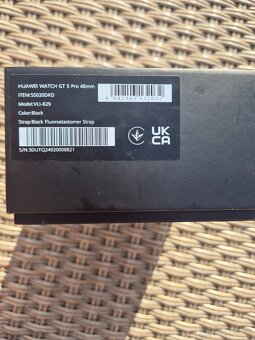 HUAWEI WATCH GT 5 Pro 46mm
ITEM:55020DKD
Model:VLI-B29
Color:Black
Strap:Black Fluoroelastomer Strap
UK
CA
S/N:3DUTQ24920008821